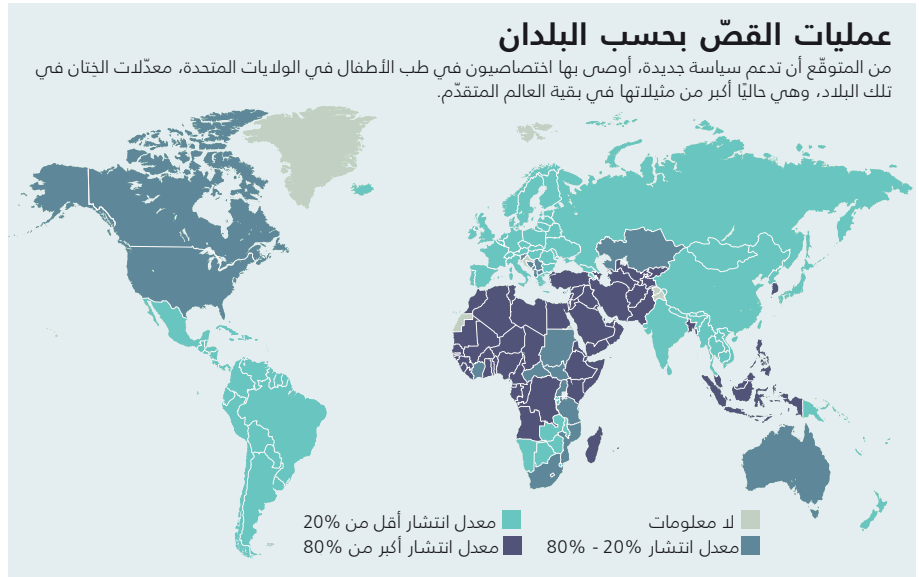 عمليات القصّ بحسب البلدان
من المتوقّع أن تدعم سياسة جديدة، أوصى بها اختصاصيون في طب الأطفال في الولايات المتحدة، معدّلات الخِتان في
تلك البلاد، وهي حاليًا أكبر من مثيلاتها في بقية العالم المتقدّم.
لا معلومات
معدل انتشار أقل من 20%
معدل انتشار 20% - 80%
معدل انتشار أكبر من 80%